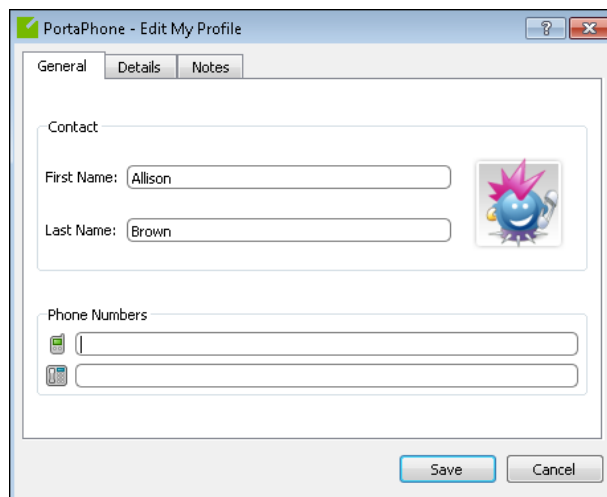 PortaPhone - Edit My Profile
General Details Notes
Contact
First Name: Allison
Last Name: Brown
Phone Numbers
Save Cancel